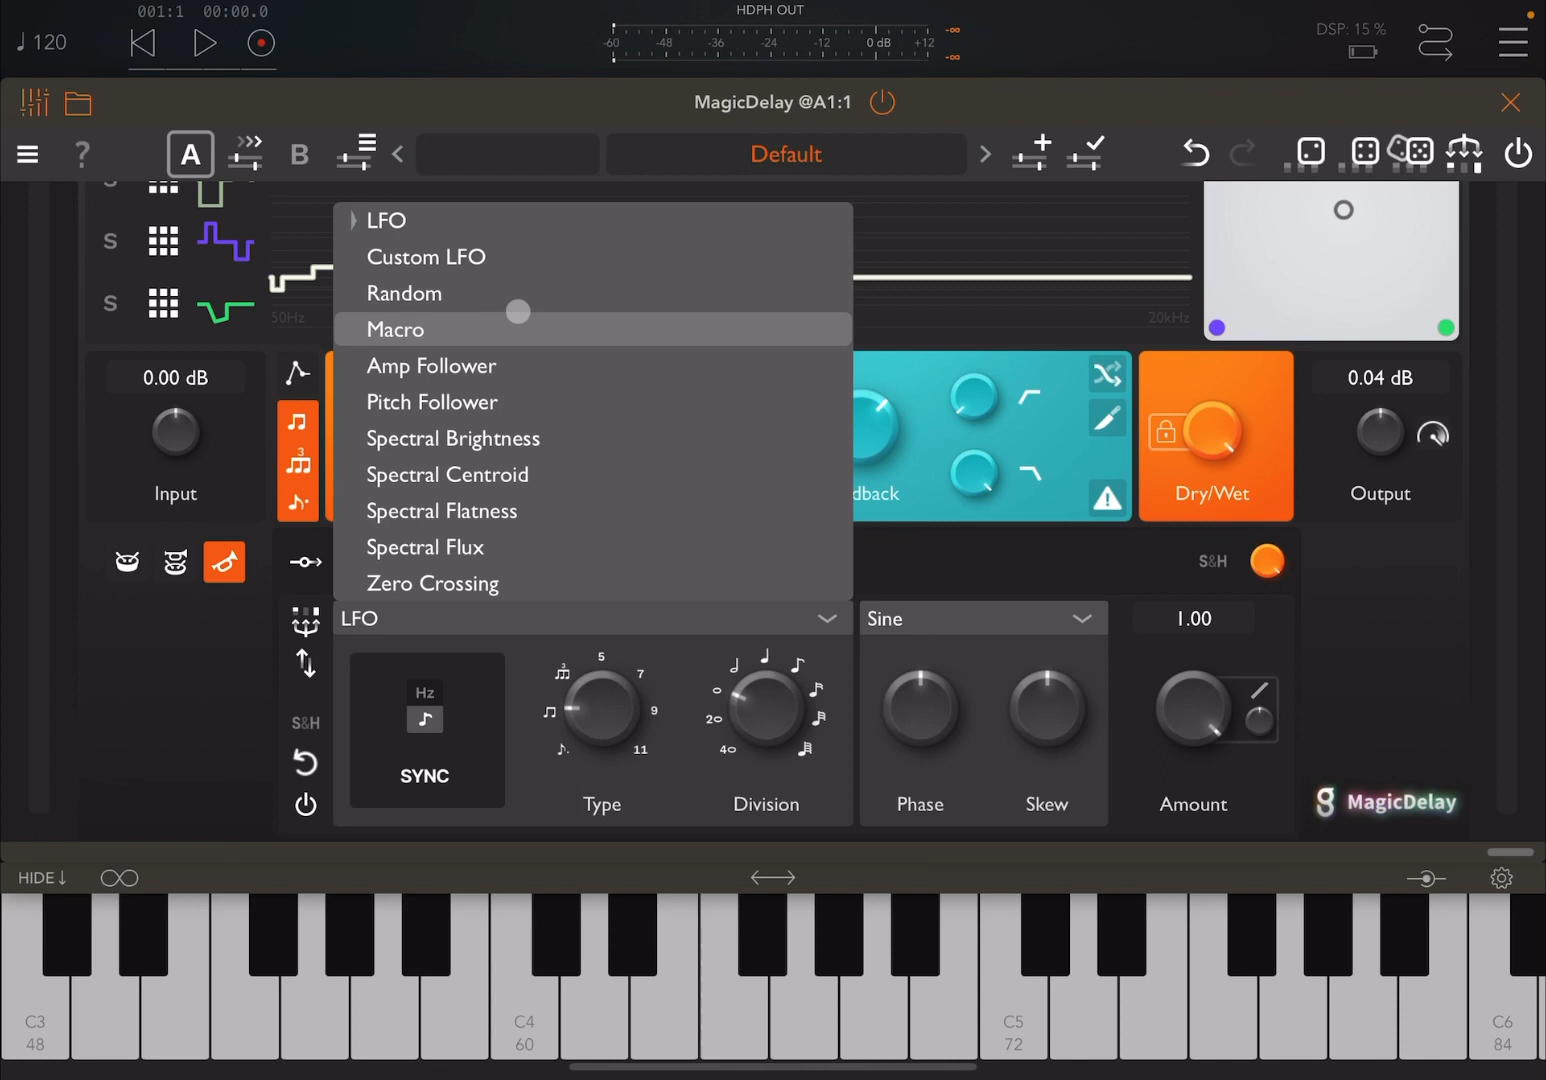 001:1 00:00.0
HDPH OUT
120
-60 -48 -36 -24 -12 0 dB +12
-∞
-∞
DSP: 15 %
MagicDelay @A1:1
? A >>> B Default
LFO
Custom LFO
Random
Macro
Amp Follower
Pitch Follower
Spectral Brightness
Spectral Centroid
Spectral Flatness
Spectral Flux
Zero Crossing
S
S
S
50Hz
20kHz
0.00 dB
Input
3
dback
Dry/Wet
0.04 dB
Output
S&H
LFO
Sine
1.00
S&H
Hz
SYNC
3 5 7 9 11
Type
2
4
Division
Phase
Skew
Amount
MagicDelay
HIDE↓
C3 C4 C5 C6
48 60 72 84